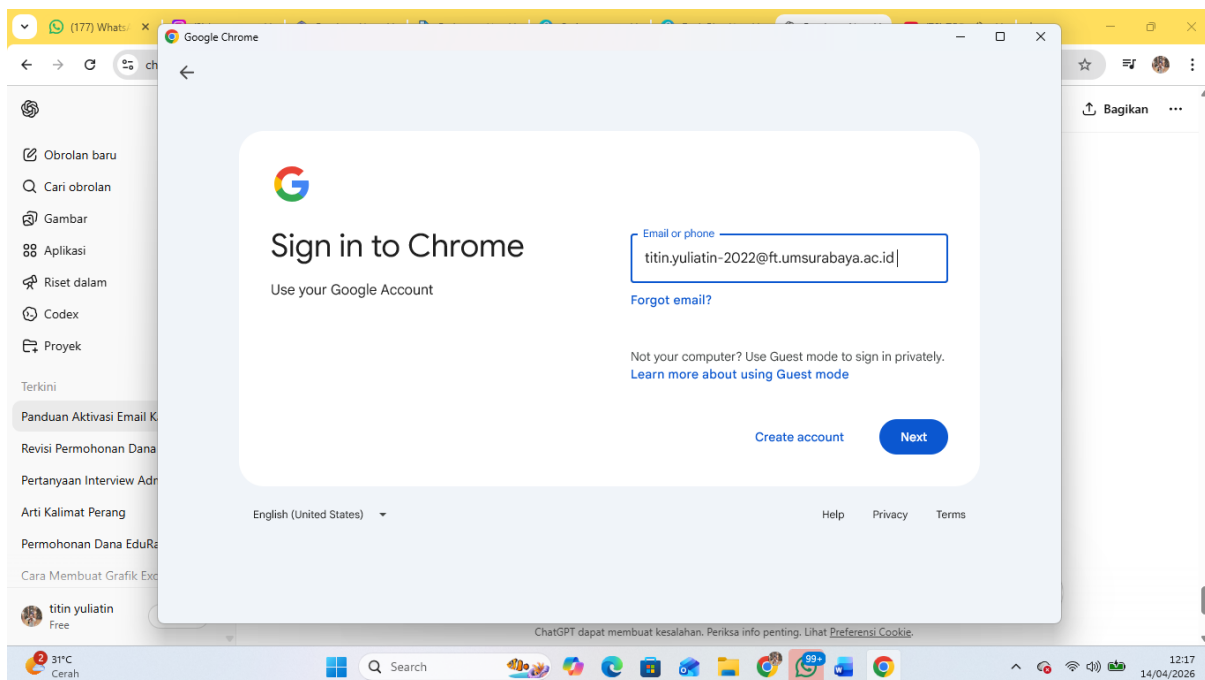 (177) Whats
Google Chrome
ch
Bagikan
Obrolan baru
Cari obrolan
Gambar
Aplikasi
Riset dalam
Codex
Proyek
Terkini
Panduan Aktivasi Email K
Revisi Permohonan Dana
Pertanyaan Interview Adr
Arti Kalimat Perang
Permohonan Dana EduRa
Cara Membuat Grafik Exc
titin yuliatin
Free
Sign in to Chrome
Use your Google Account
Email or phone
titin.yuliatin-2022@ft.umsurabaya.ac.id
Forgot email?
Not your computer? Use Guest mode to sign in privately.
Learn more about using Guest mode
Create account
Next
English (United States)
Help Privacy Terms
ChatGPT dapat membuat kesalahan. Periksa info penting. Lihat Preferensi Cookie.
2
31°C
Cerah
Search
99+
12:17
14/04/2026